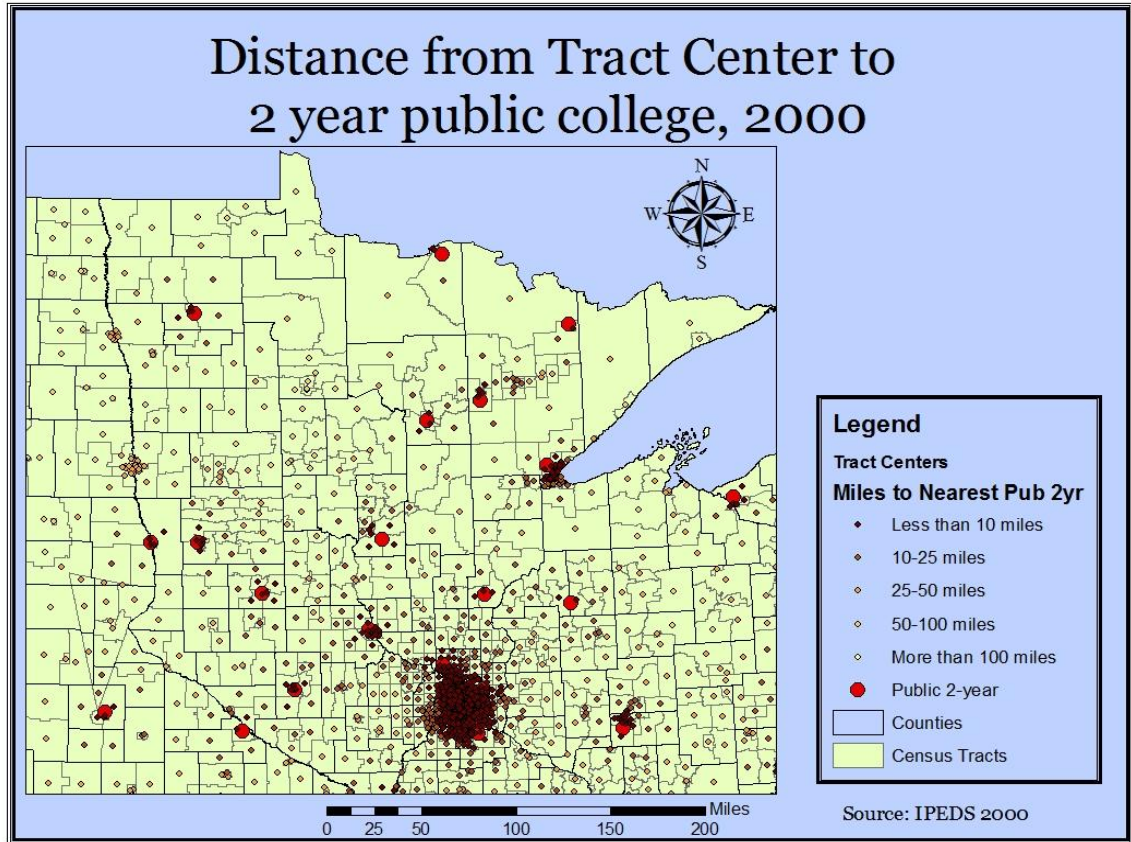 Distance from Tract Center to
2 year public college, 2000
N
W E
S
Legend
Tract Centers
Miles to Nearest Pub 2yr
Less than 10 miles
10-25 miles
25-50 miles
50-100 miles
More than 100 miles
Public 2-year
Counties
Census Tracts
Miles
0 25 50 100 150 200
Source: IPEDS 2000